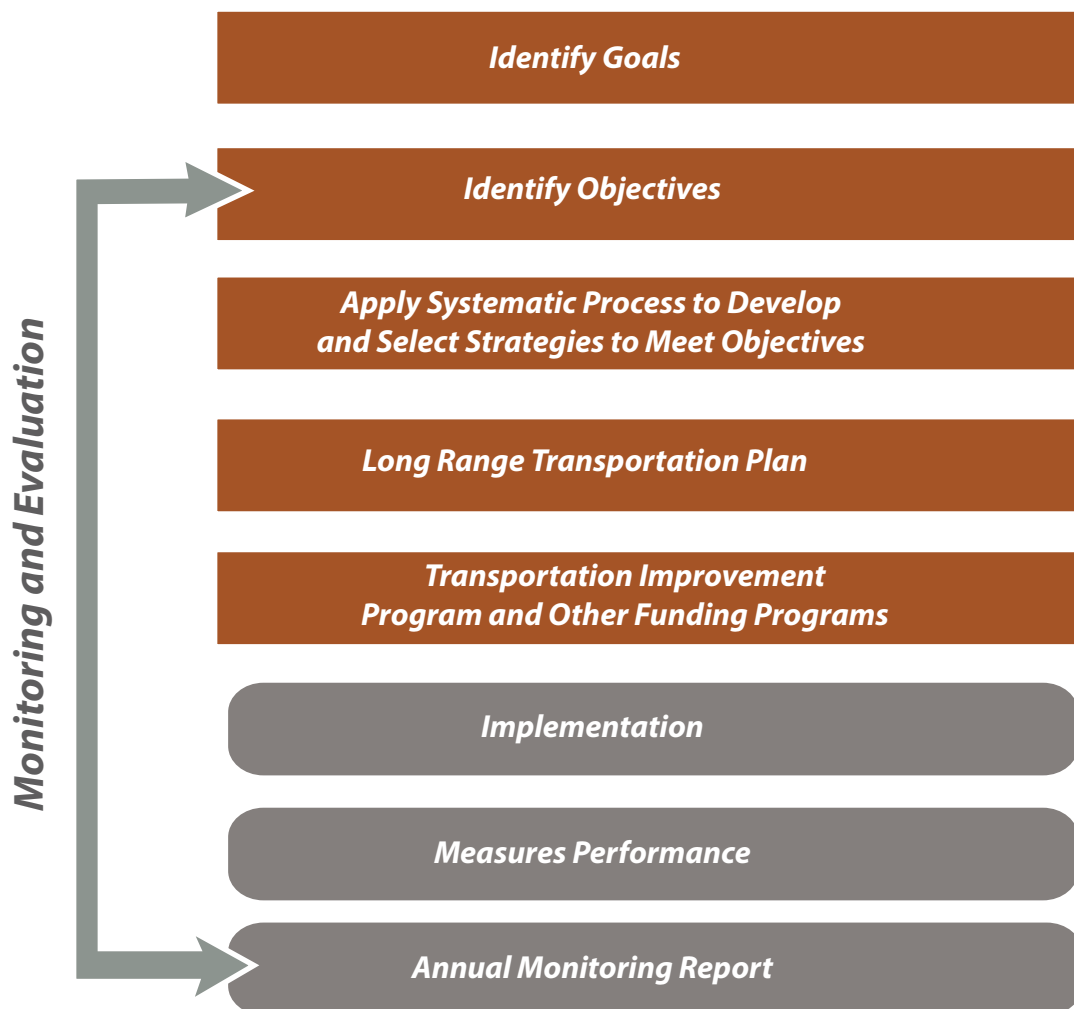 Identify Goals
Identify Objectives
Apply Systematic Process to Develop
and Select Strategies to Meet Objectives
Long Range Transportation Plan
Transportation Improvement
Program and Other Funding Programs
Implementation
Measures Performance
Annual Monitoring Report
Monitoring and Evaluation